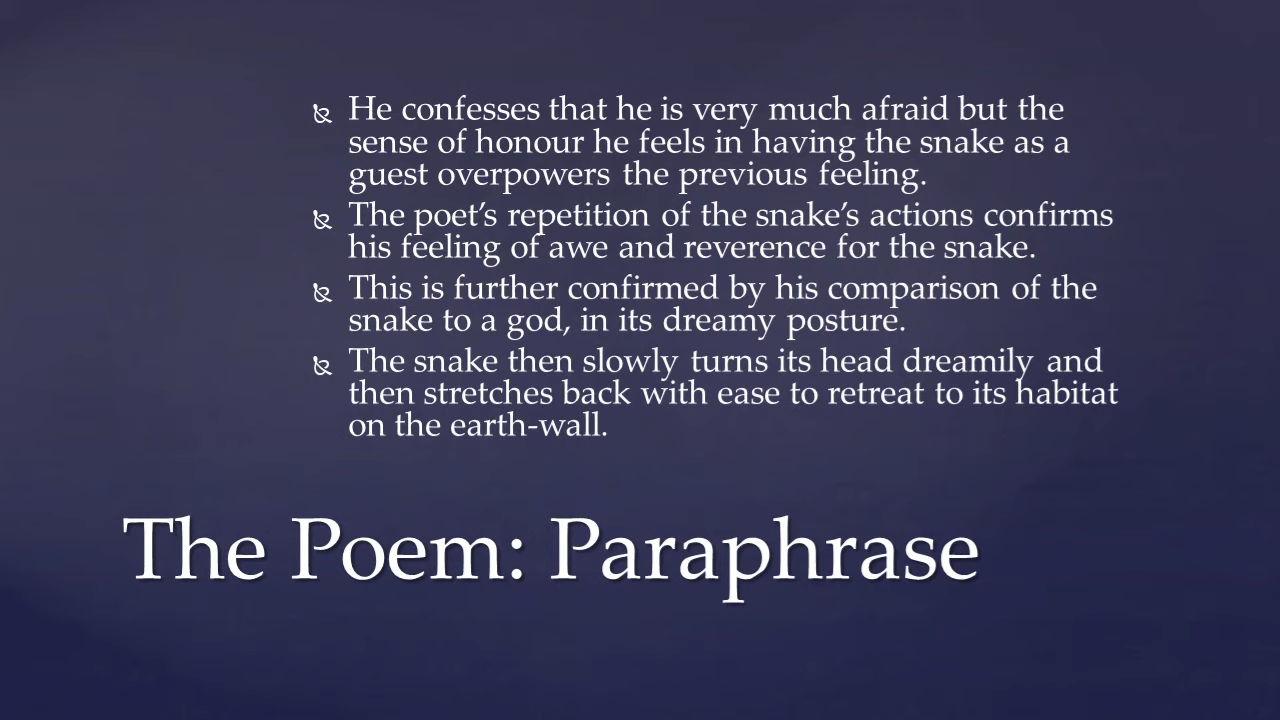 He confesses that he is very much afraid but the
sense of honour he feels in having the snake as a
guest overpowers the previous feeling.
The poet’s repetition of the snake’s actions confirms
his feeling of awe and reverence for the snake.
This is further confirmed by his comparison of the
snake to a god, in its dreamy posture.
The snake then slowly turns its head dreamily and
then stretches back with ease to retreat to its habitat
on the earth-wall.
The Poem: Paraphrase